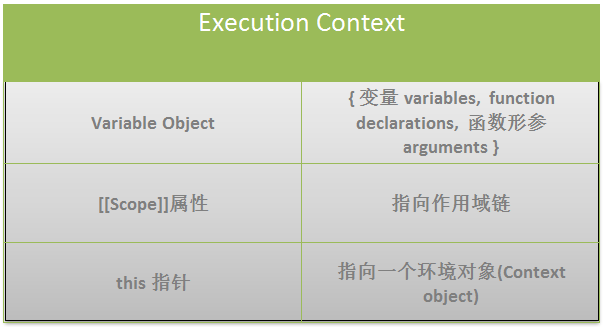 Execution Context
Variable Object
{ 变量 variables, function
declarations, 函数形参
arguments }
[[Scope]]属性
指向作用域链
this 指针
指向一个环境对象(Context
object)